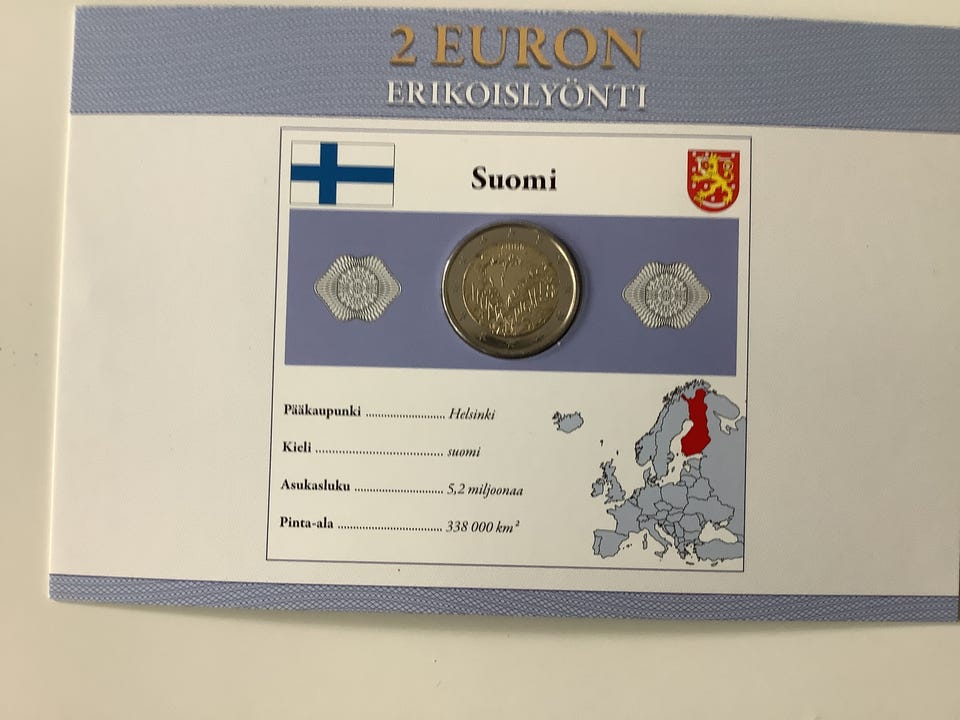 2 EURON
ERIKOISLYÖNTI
Suomi
Pääkaupunki ........................ Helsinki
Kieli ....................................... suomi
Asukasluku ........................... 5,2 miljoonaa
Pinta-ala ................................ 338 000 km²